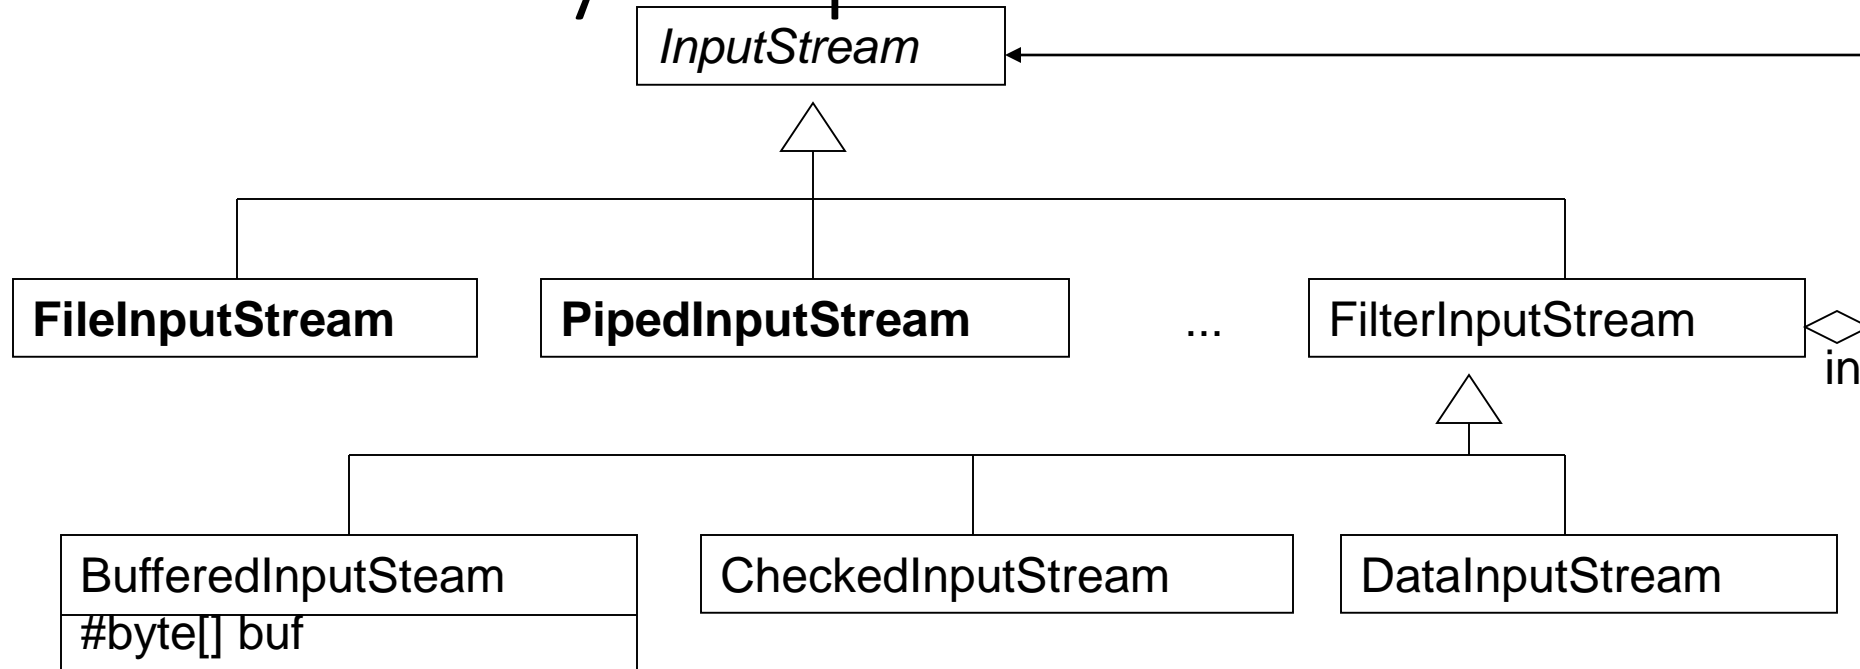 InputStream
FileInputStream
PipedInputStream
...
FilterInputStream
in
BufferedInputSteam
CheckedInputStream
DataInputStream
#byte[] buf